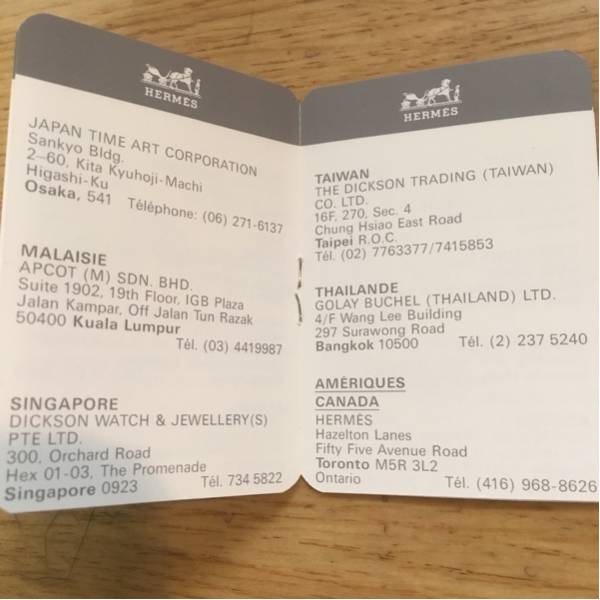 HERMÈS
JAPAN TIME ART CORPORATION
Sankyo Bldg.
2–60, Kita Kyuhoji-Machi
Higashi-Ku
Osaka, 541 Téléphone: (06) 271-6137
MALAISIE
APCOT (M) SDN. BHD.
Suite 1902, 19th Floor, IGB Plaza
Jalan Kampar, Off Jalan Tun Razak
50400 Kuala Lumpur
Tél. (03) 4419987
SINGAPORE
DICKSON WATCH & JEWELLERY(S)
PTE LTD.
300, Orchard Road
Hex 01-03, The Promenade
Singapore 0923 Tél. 734 5822
HERMÈS
TAIWAN
THE DICKSON TRADING (TAIWAN)
CO. LTD.
16F, 270, Sec. 4
Chung Hsiao East Road
Taipei R.O.C.
Tél. (02) 7763377/7415853
THAILANDE
GOLAY BUCHEL (THAILAND) LTD.
4/F Wang Lee Building
297 Surawong Road
Bangkok 10500 Tél. (2) 237 5240
AMÉRIQUES
CANADA
HERMÈS
Hazelton Lanes
Fifty Five Avenue Road
Toronto M5R 3L2
Ontario Tél. (416) 968-8626